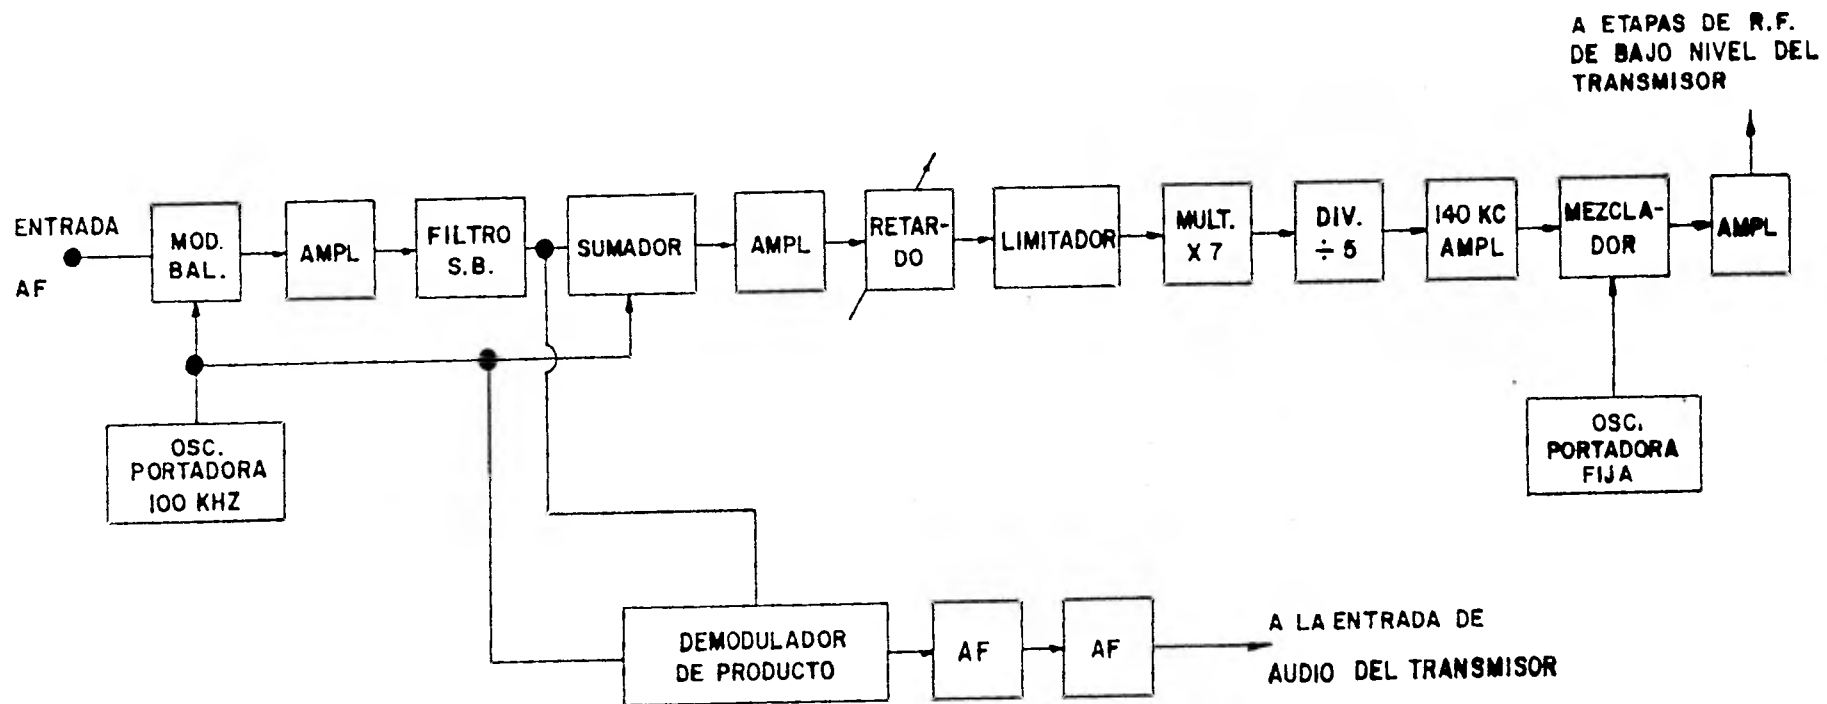 A ETAPAS DE R.F.
DE BAJO NIVEL DEL
TRANSMISOR
ENTRADA
AF
MOD.
BAL.
AMPL
FILTRO
S.B.
SUMADOR
AMPL
RETAR-
DO
LIMITADOR
MULT.
X 7
DIV.
÷ 5
140 KC
AMPL
MEZCLA-
DOR
AMPL
OSC.
PORTADORA
100 KHZ
OSC.
PORTADORA
FIJA
DEMODULADOR
DE PRODUCTO
AF
AF
A LA ENTRADA DE
AUDIO DEL TRANSMISOR